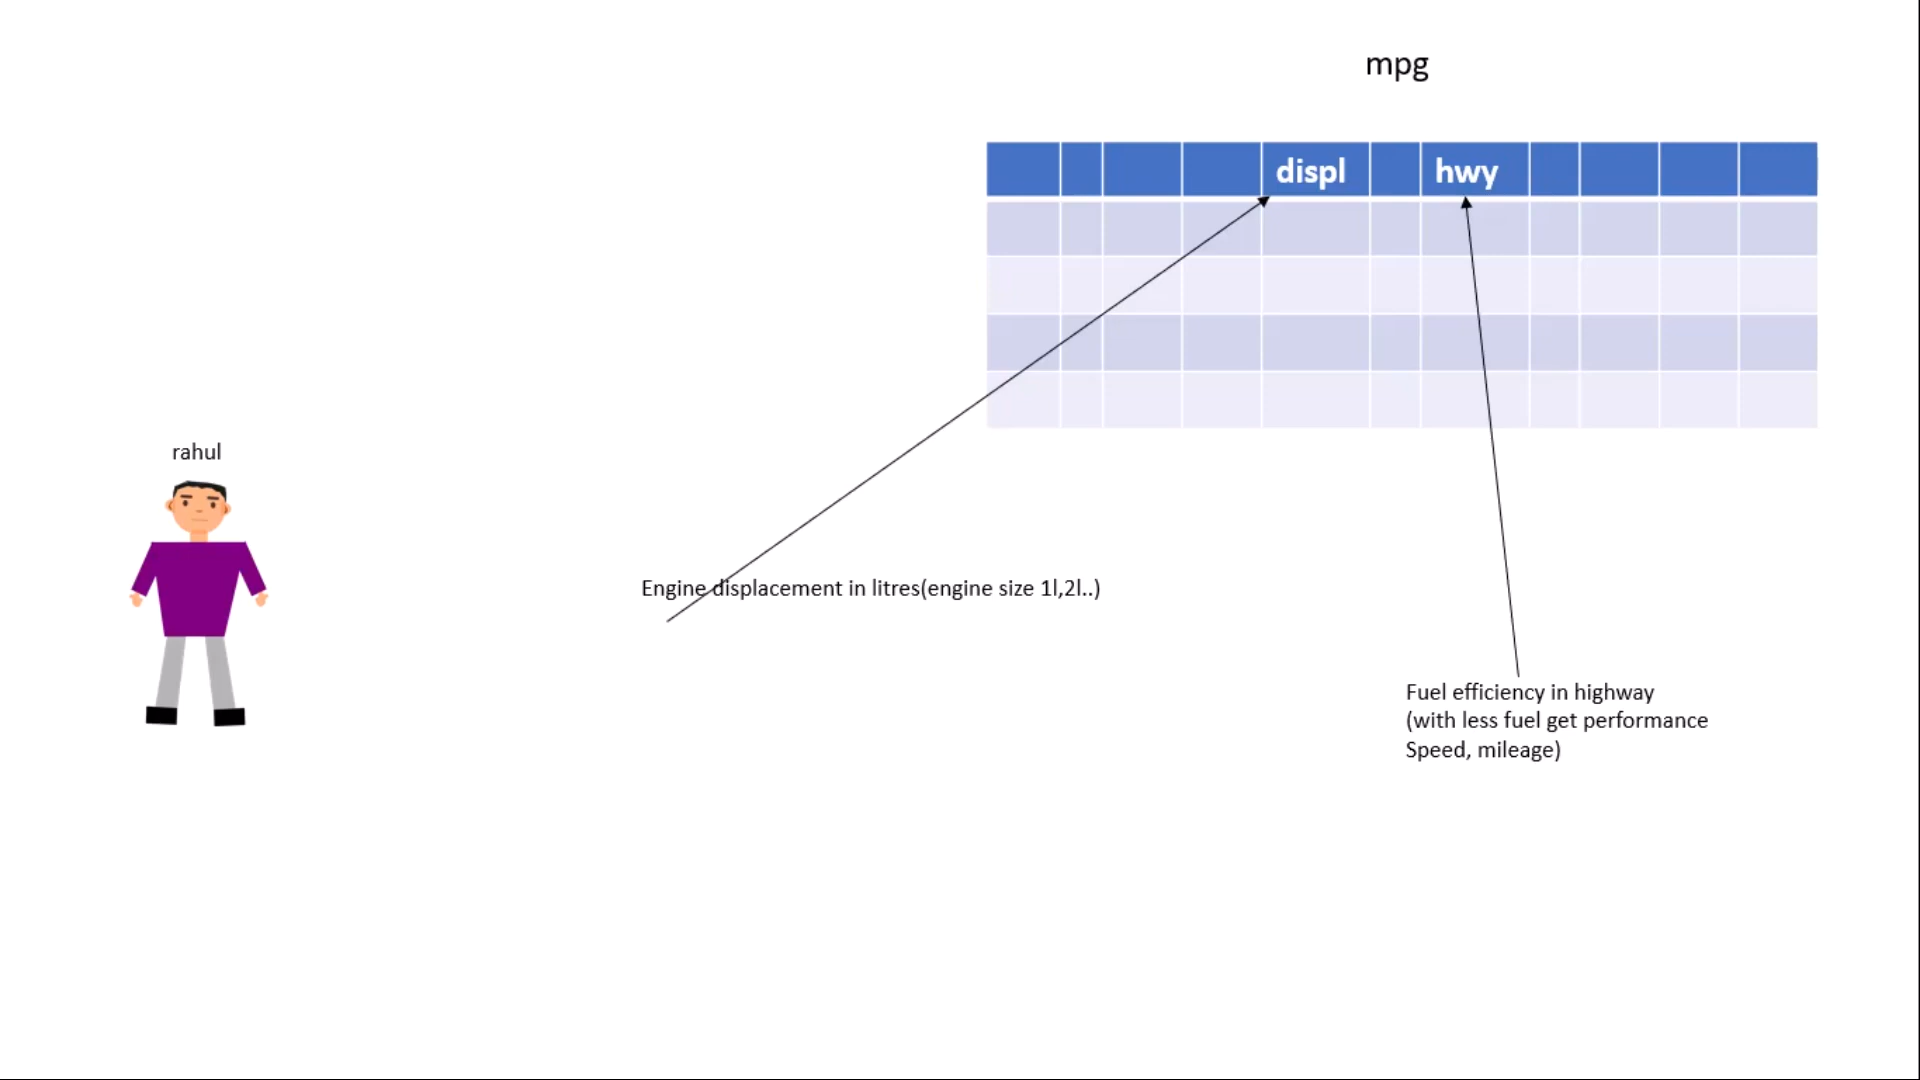 mpg
displ
hwy
rahul
Engine displacement in litres(engine size 1l,2l..)
Fuel efficiency in highway
(with less fuel get performance
Speed, mileage)